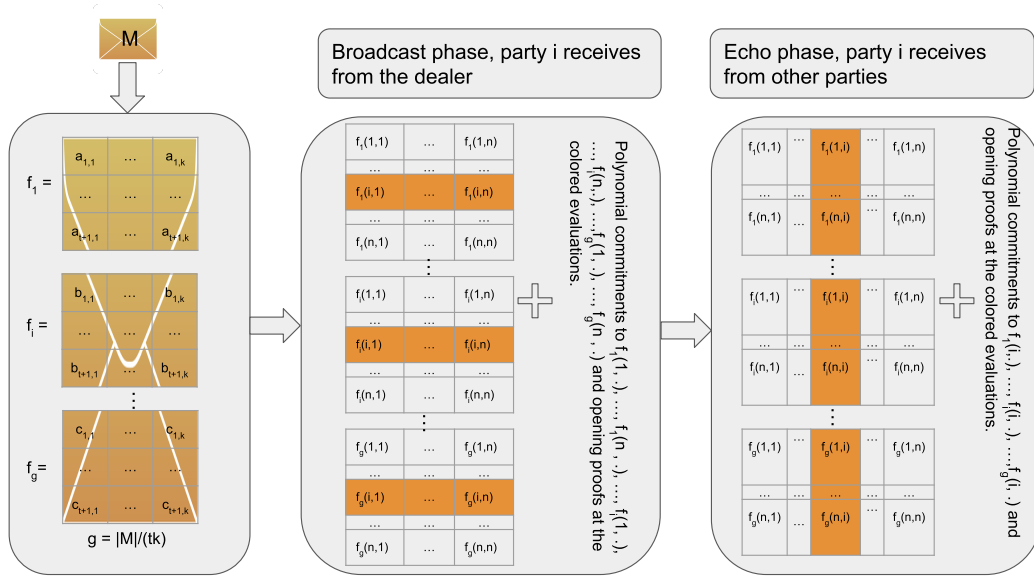 M
Broadcast phase, party i receives
from the dealer
Echo phase, party i receives
from other parties
f1 =
a1,1 … a1,k
… … …
at+1,1 … at+1,k
fi =
b1,1 … b1,k
… … …
bt+1,1 … bt+1,k
⋮
fg=
c1,1 … c1,k
… … …
ct+1,1 … ct+1,k
g = |M|/(tk)
f1(1,1) … f1(1,n)
… … …
f1(i,1) … f1(i,n)
… … …
f1(n,1) … f1(n,n)
⋮
fi(1,1) … fi(1,n)
… … …
fi(i,1) … fi(i,n)
… … …
fi(n,1) … fi(n,n)
⋮
fg(1,1) … fg(1,n)
… … …
fg(i,1) … fg(i,n)
… … …
fg(n,1) … fg(n,n)
Polynomial commitments to f1(1, .), …, f1(n , .), …, fi(1, .),
…, fi(n,.), …,fg(1, .), …, fg(n , .) and opening proofs at the
colored evaluations.
f1(1,1) … f1(1,i) … f1(1,n)
… … … …
f1(n,1) … f1(n,i) … f1(n,n)
⋮
fi(1,1) … fi(1,i) … fi(1,n)
… … … …
fi(n,1) … fi(n,i) … fi(n,n)
⋮
fg(1,1) … fg(1,i) … fg(1,n)
… … … …
fg(n,1) … fg(n,i) … fg(n,n)
Polynomial commitments to f1(i,.), …, fi(i, .), …,fg(i, .) and
opening proofs at the colored evaluations.